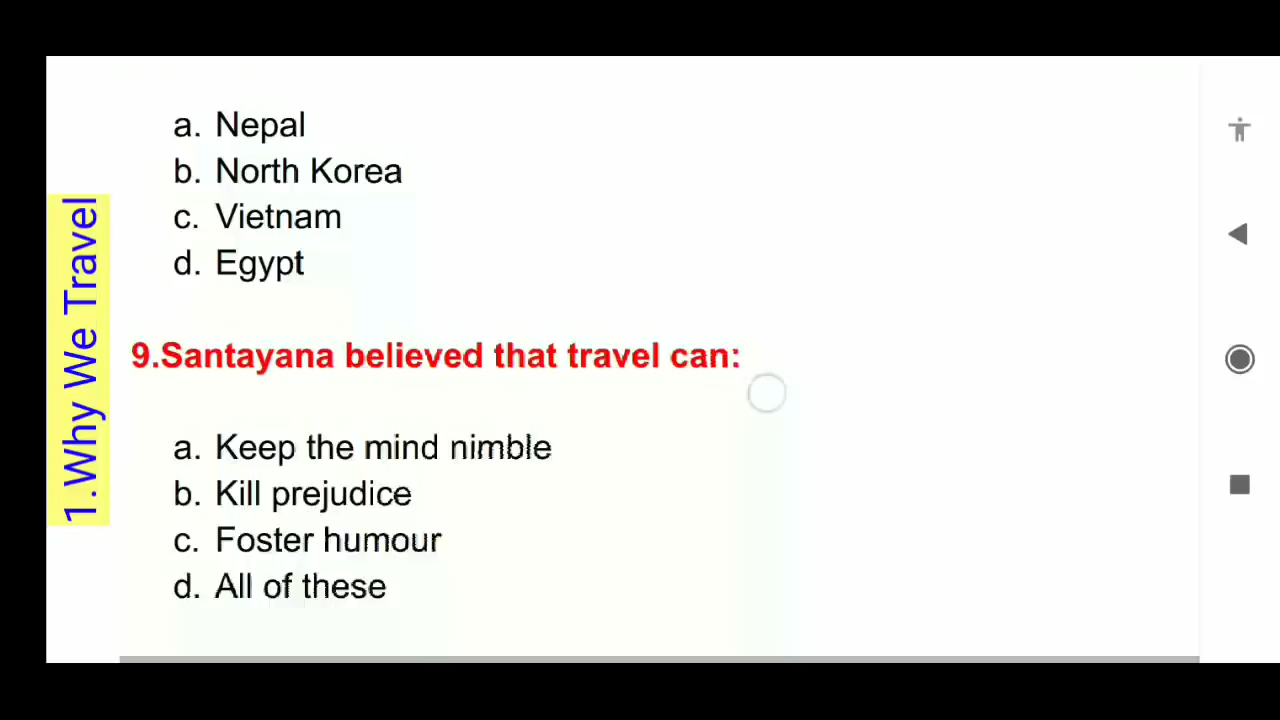 1.Why We Travel
a. Nepal
b. North Korea
c. Vietnam
d. Egypt
9.Santayana believed that travel can:
a. Keep the mind nimble
b. Kill prejudice
c. Foster humour
d. All of these